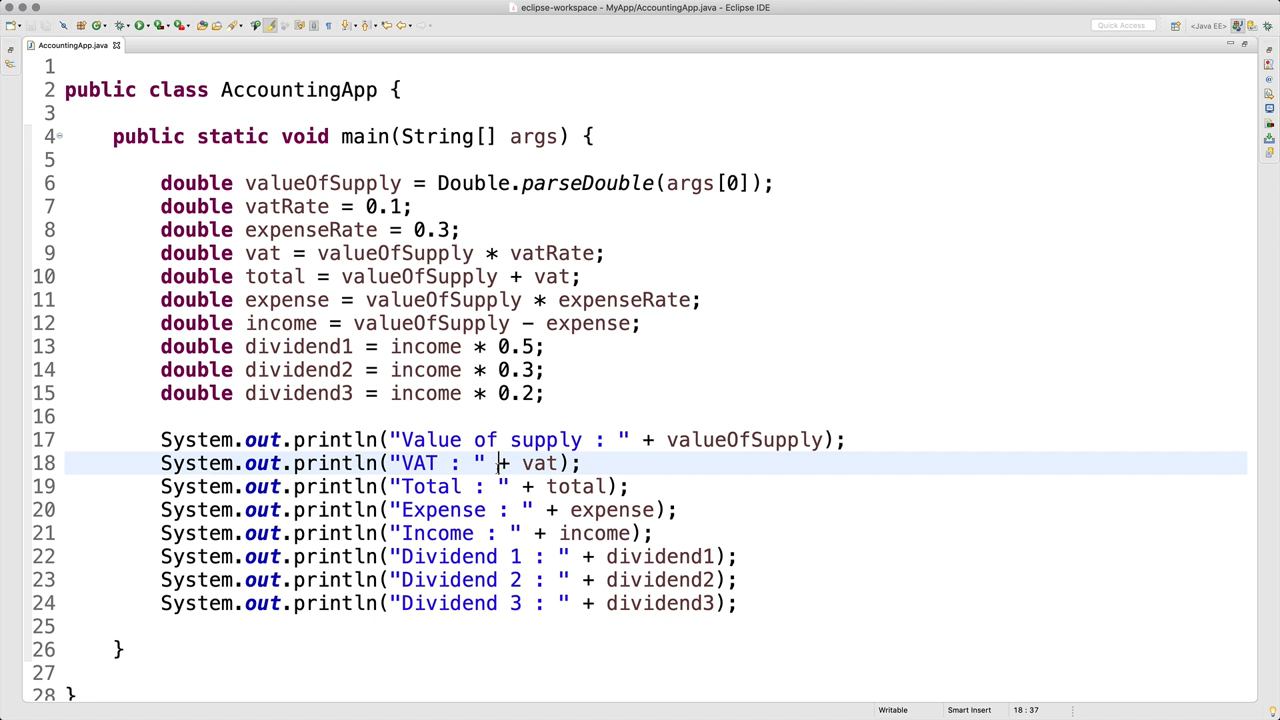 eclipse-workspace - MyApp/AccountingApp.java - Eclipse IDE
Quick Access
<Java EE>
AccountingApp.java
1
2 public class AccountingApp {
3
4 public static void main(String[] args) {
5
6 double valueOfSupply = Double.parseDouble(args[0]);
7 double vatRate = 0.1;
8 double expenseRate = 0.3;
9 double vat = valueOfSupply * vatRate;
10 double total = valueOfSupply + vat;
11 double expense = valueOfSupply * expenseRate;
12 double income = valueOfSupply - expense;
13 double dividend1 = income * 0.5;
14 double dividend2 = income * 0.3;
15 double dividend3 = income * 0.2;
16
17 System.out.println("Value of supply : " + valueOfSupply);
18 System.out.println("VAT : " + vat);
19 System.out.println("Total : " + total);
20 System.out.println("Expense : " + expense);
21 System.out.println("Income : " + income);
22 System.out.println("Dividend 1 : " + dividend1);
23 System.out.println("Dividend 2 : " + dividend2);
24 System.out.println("Dividend 3 : " + dividend3);
25
26 }
27
28 }
Writable
Smart Insert
18 : 37